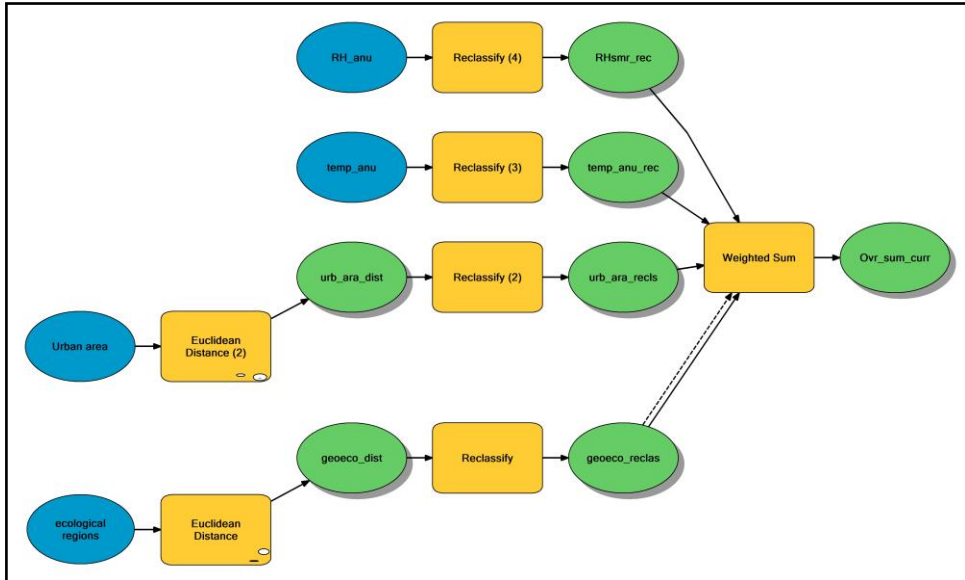 RH_anu
Reclassify (4)
RHsmr_rec
temp_anu
Reclassify (3)
temp_anu_rec
Weighted Sum
Ovr_sum_curr
urb_ara_dist
Reclassify (2)
urb_ara_recls
Urban area
Euclidean
Distance (2)
geoeco_dist
Reclassify
geoeco_reclas
ecological
regions
Euclidean
Distance